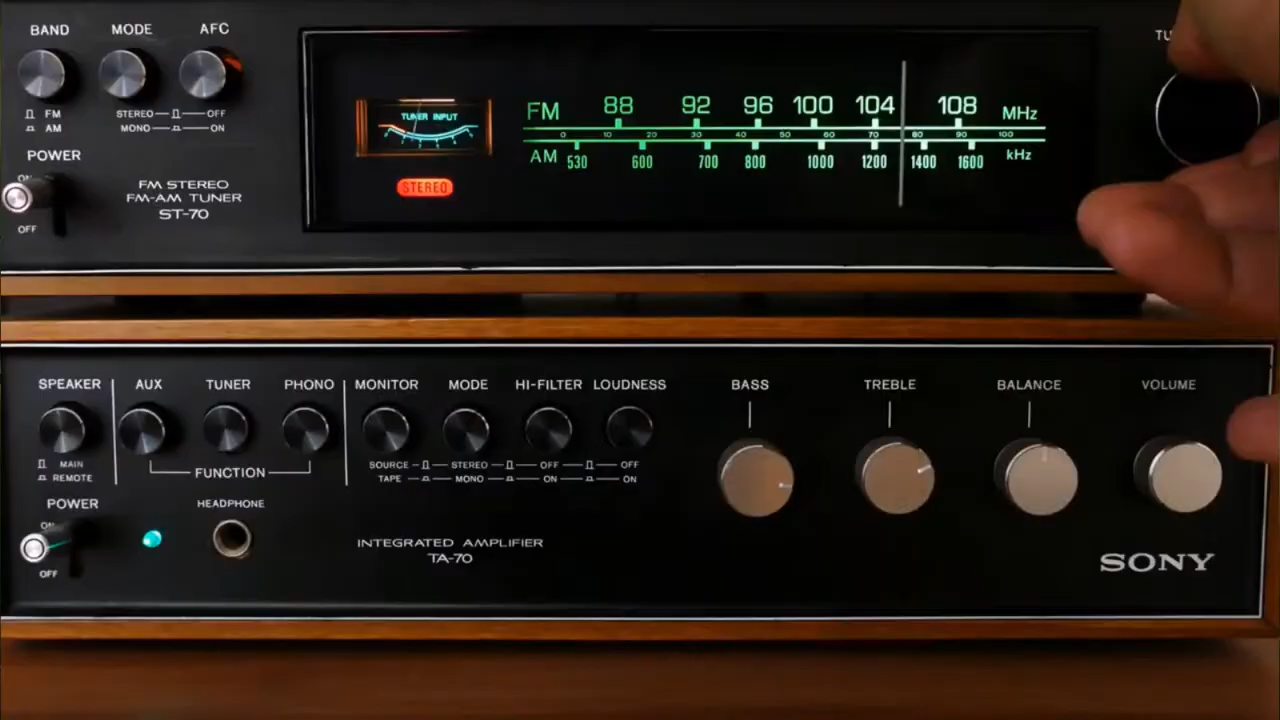 BAND MODE AFC TU
FM STEREO OFF
AM MONO ON
POWER
ON
OFF
FM STEREO
FM-AM TUNER
ST-70
TUNER INPUT
STEREO
FM 88 92 96 100 104 108 MHz
0 10 20 30 40 50 60 70 80 90 100
AM 530 600 700 800 1000 1200 1400 1600 kHz
SPEAKER AUX TUNER PHONO MONITOR MODE HI-FILTER LOUDNESS BASS TREBLE BALANCE VOLUME
MAIN
REMOTE
FUNCTION
SOURCE STEREO OFF OFF
TAPE MONO ON ON
POWER
ON
OFF
HEADPHONE
INTEGRATED AMPLIFIER
TA-70
SONY